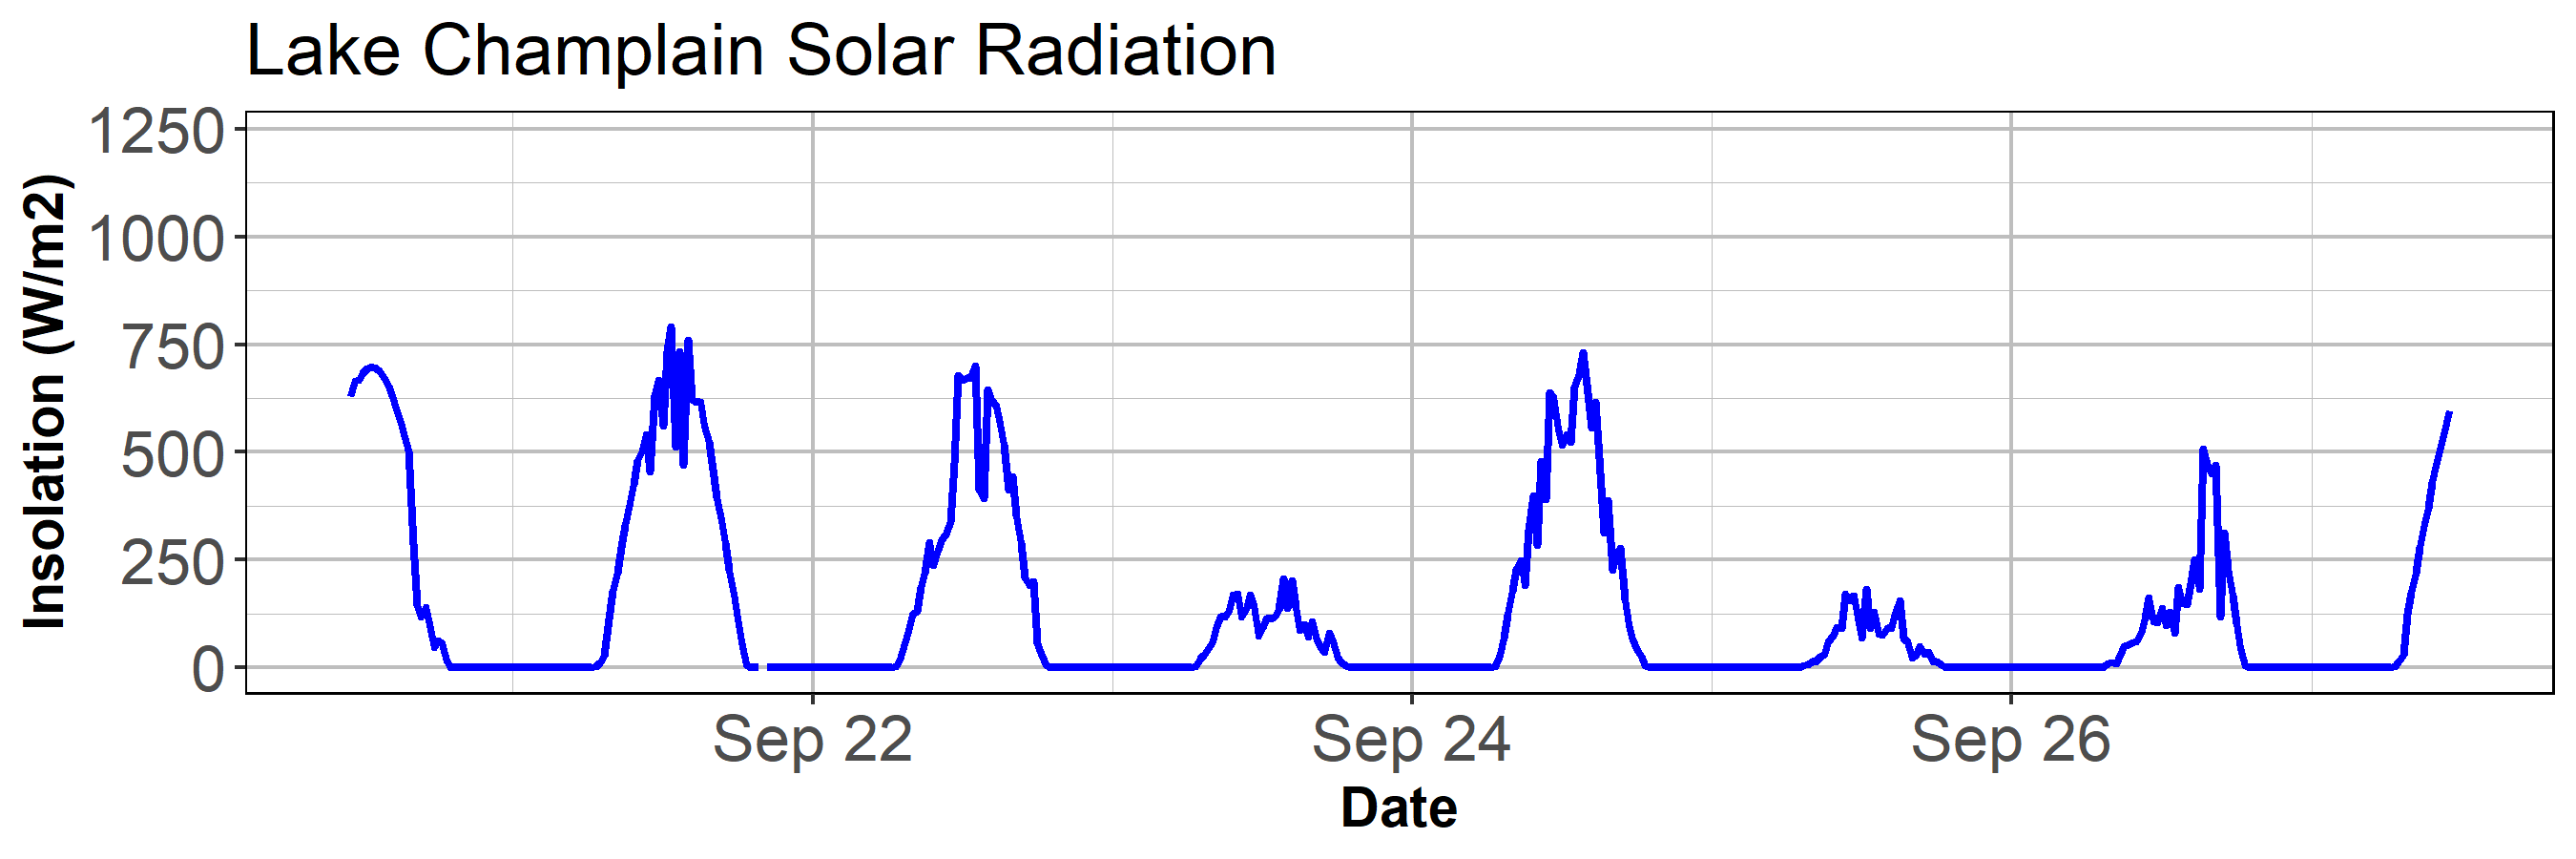 Lake Champlain Solar Radiation
Insolation (W/m2)
1250
1000
750
500
250
0
Sep 22
Sep 24
Sep 26
Date